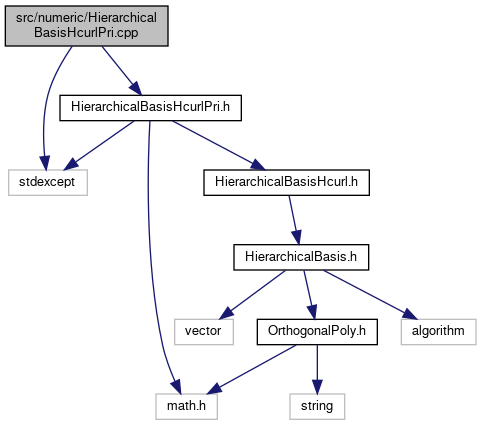 src/numeric/Hierarchical
BasisHcurlPri.cpp
HierarchicalBasisHcurlPri.h
stdexcept
HierarchicalBasisHcurl.h
HierarchicalBasis.h
vector
OrthogonalPoly.h
algorithm
math.h
string